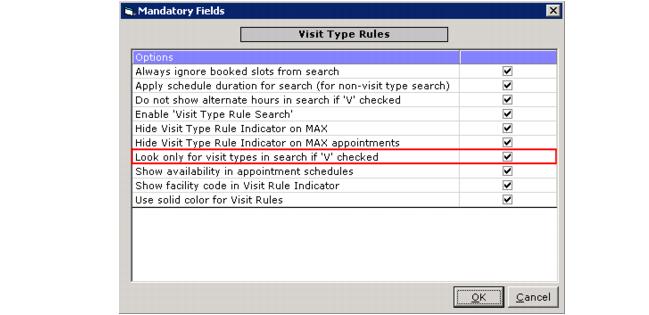 Mandatory Fields
Visit Type Rules
Options
Always ignore booked slots from search
Apply schedule duration for search (for non-visit type search)
Do not show alternate hours in search if 'V' checked
Enable 'Visit Type Rule Search'
Hide Visit Type Rule Indicator on MAX
Hide Visit Type Rule Indicator on MAX appointments
Look only for visit types in search if 'V' checked
Show availability in appointment schedules
Show facility code in Visit Rule Indicator
Use solid color for Visit Rules
OK Cancel